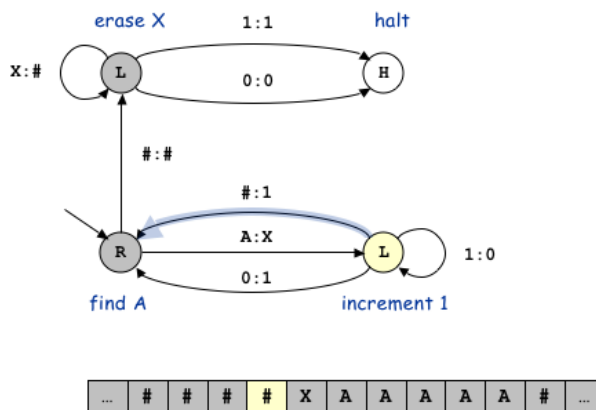 erase X 1:1 halt
X:# L H
0:0
#:#
#:1
A:X
R L
1:0
0:1
find A increment 1
... # # # # X A A A A A # ...